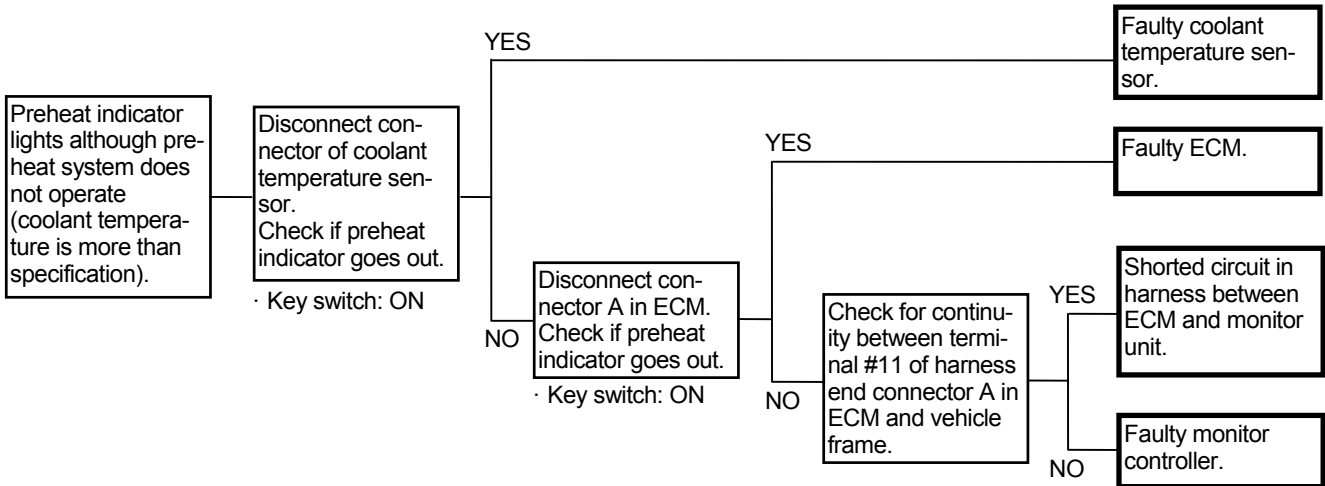 Preheat indicator
lights although pre-
heat system does
not operate
(coolant tempera-
ture is more than
specification).
Disconnect con-
nector of coolant
temperature sen-
sor.
Check if preheat
indicator goes out.
· Key switch: ON
YES
Faulty coolant
temperature sen-
sor.
NO
Disconnect con-
nector A in ECM.
Check if preheat
indicator goes out.
· Key switch: ON
YES
Faulty ECM.
NO
Check for continu-
ity between termi-
nal #11 of harness
end connector A in
ECM and vehicle
frame.
YES
Shorted circuit in
harness between
ECM and monitor
unit.
NO
Faulty monitor
controller.